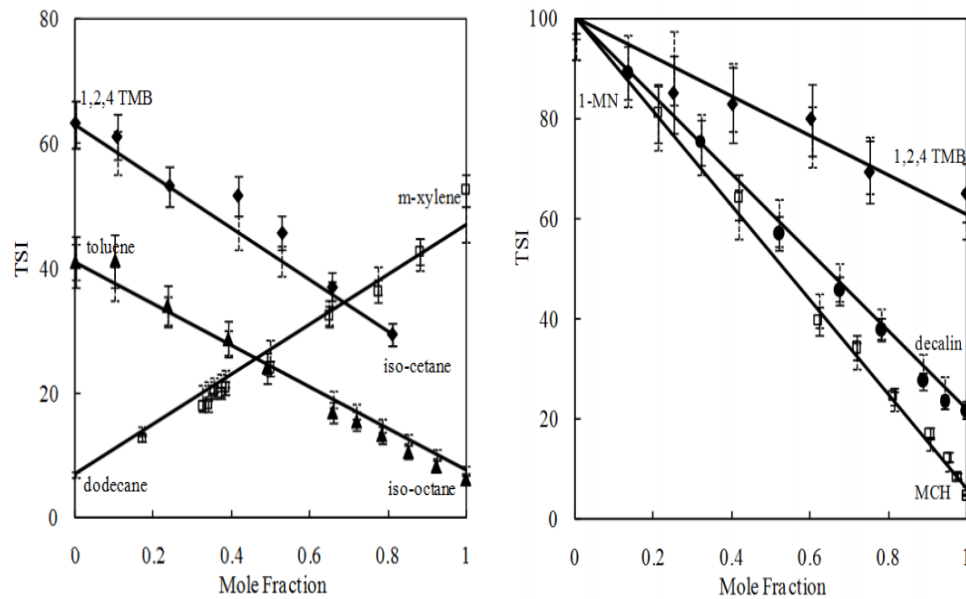 80
60
40
20
0
TSI
1,2,4 TMB
toluene
m-xylene
iso-cetane
dodecane
iso-octane
0 0.2 0.4 0.6 0.8 1
Mole Fraction
100
80
60
40
20
0
TSI
1-MN
1,2,4 TMB
decalin
MCH
0 0.2 0.4 0.6 0.8 1
Mole Fraction